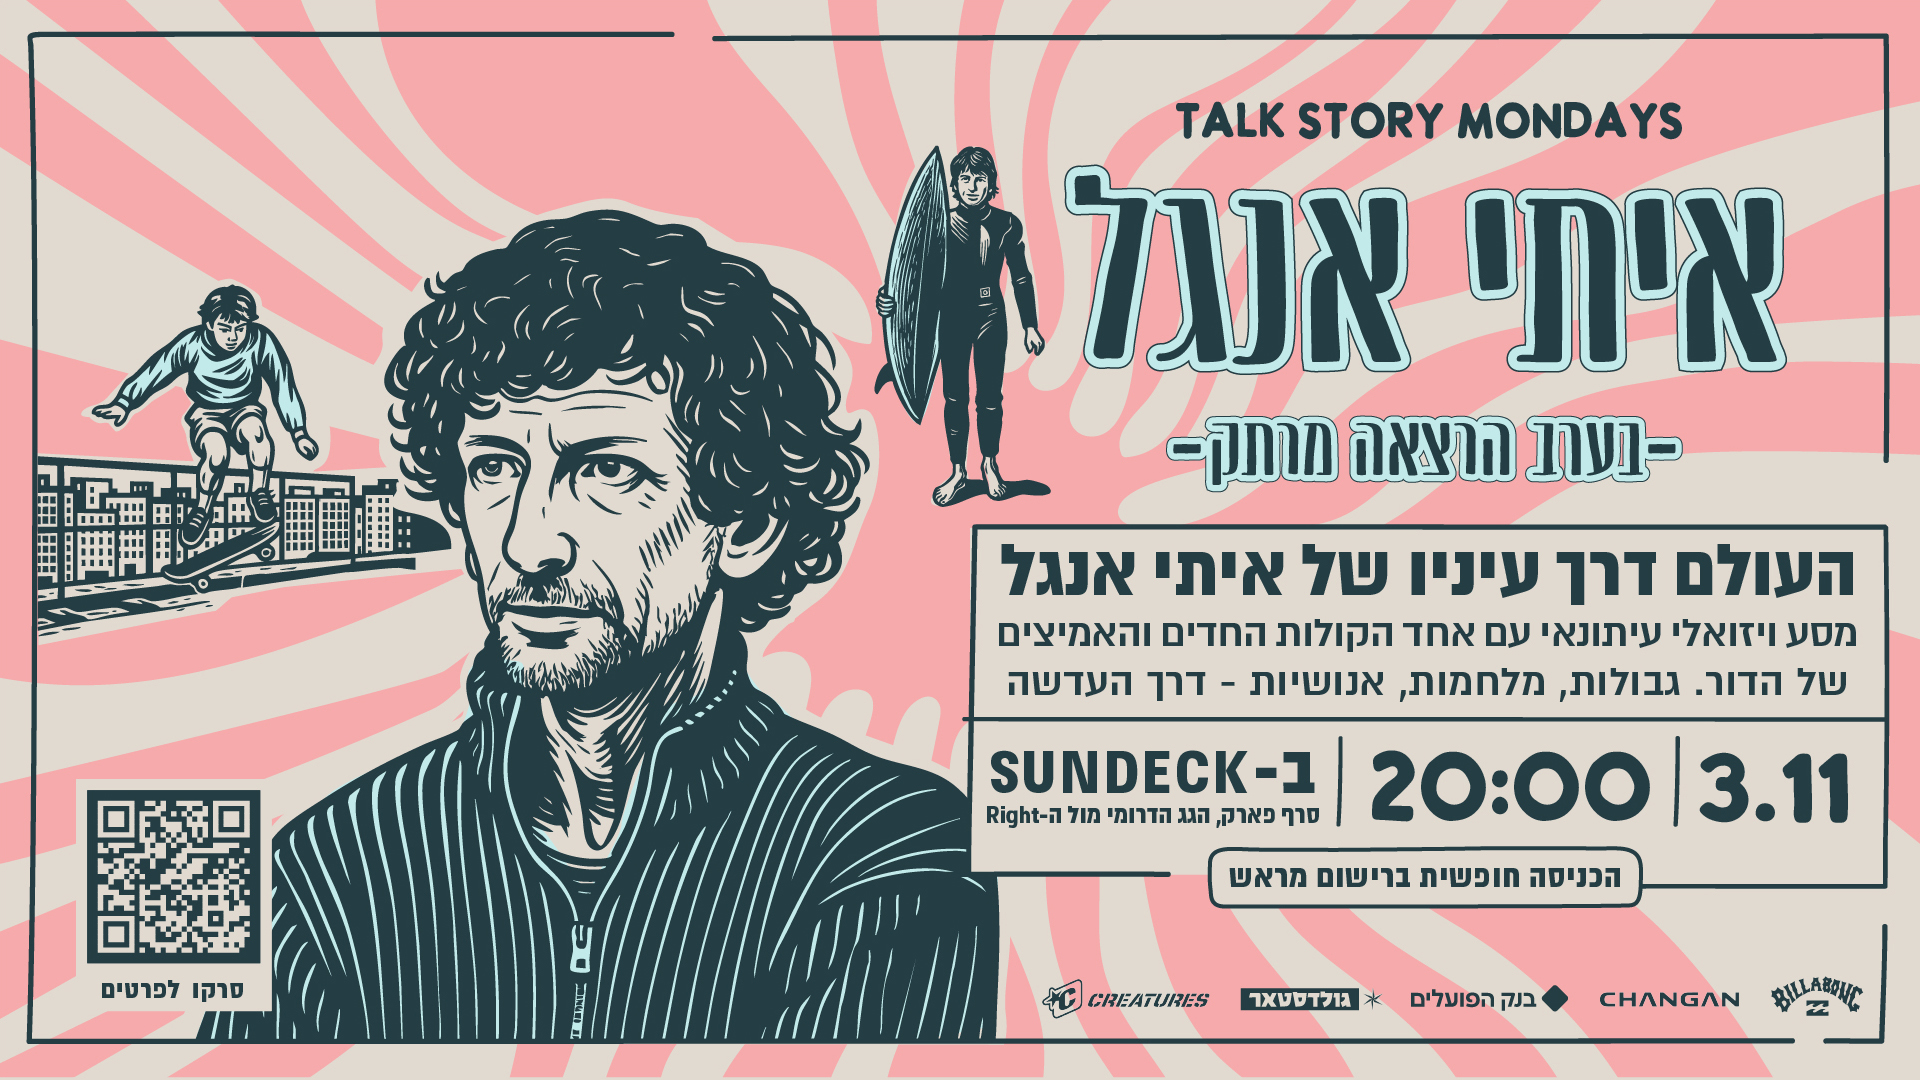 TALK STORY MONDAYS
איתי אנגל
-בערב הרצאה מרתק-
העולם דרך עיניו של איתי אנגל
מסע ויזואלי עיתונאי עם אחד הקולות החדים והאמיצים
של הדור. גבולות, מלחמות, אנושיות - דרך העדשה
3.11
20:00
ב-SUNDECK
סרף פארק, הגג הדרומי מול ה-Right
הכניסה חופשית ברישום מראש
סרקו לפרטים
BILLABONG
CHANGAN
בנק הפועלים
גולדסטאר
CREATURES